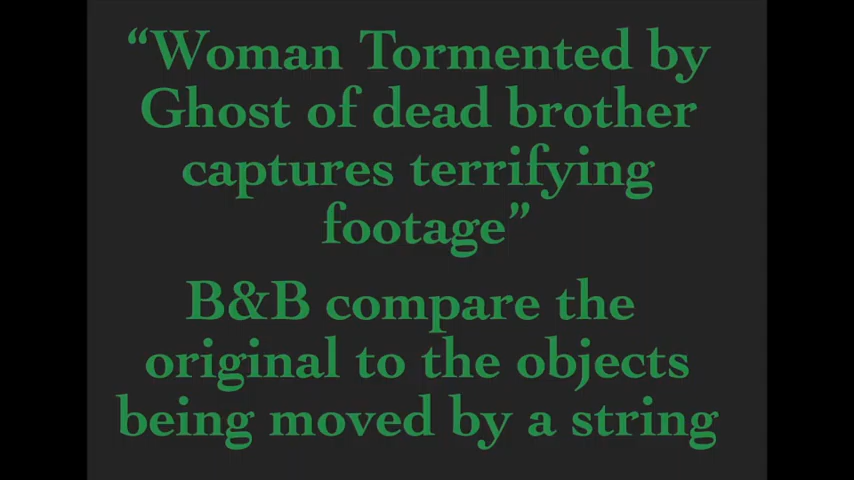 “Woman Tormented by
Ghost of dead brother
captures terrifying
footage”
B&B compare the
original to the objects
being moved by a string